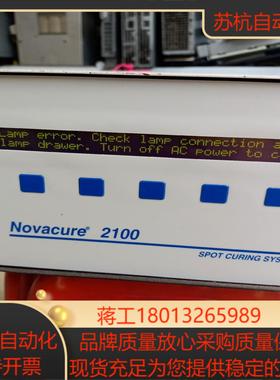 苏杭自动
Lamp error. Check lamp connection a
lamp drawer. Turn off AC power to c
Novacure® 2100
SPOT CURING SYS
蒋工18013265989
自动化
品牌质量放心采购质量保
开票
现货充足为您提供稳定的